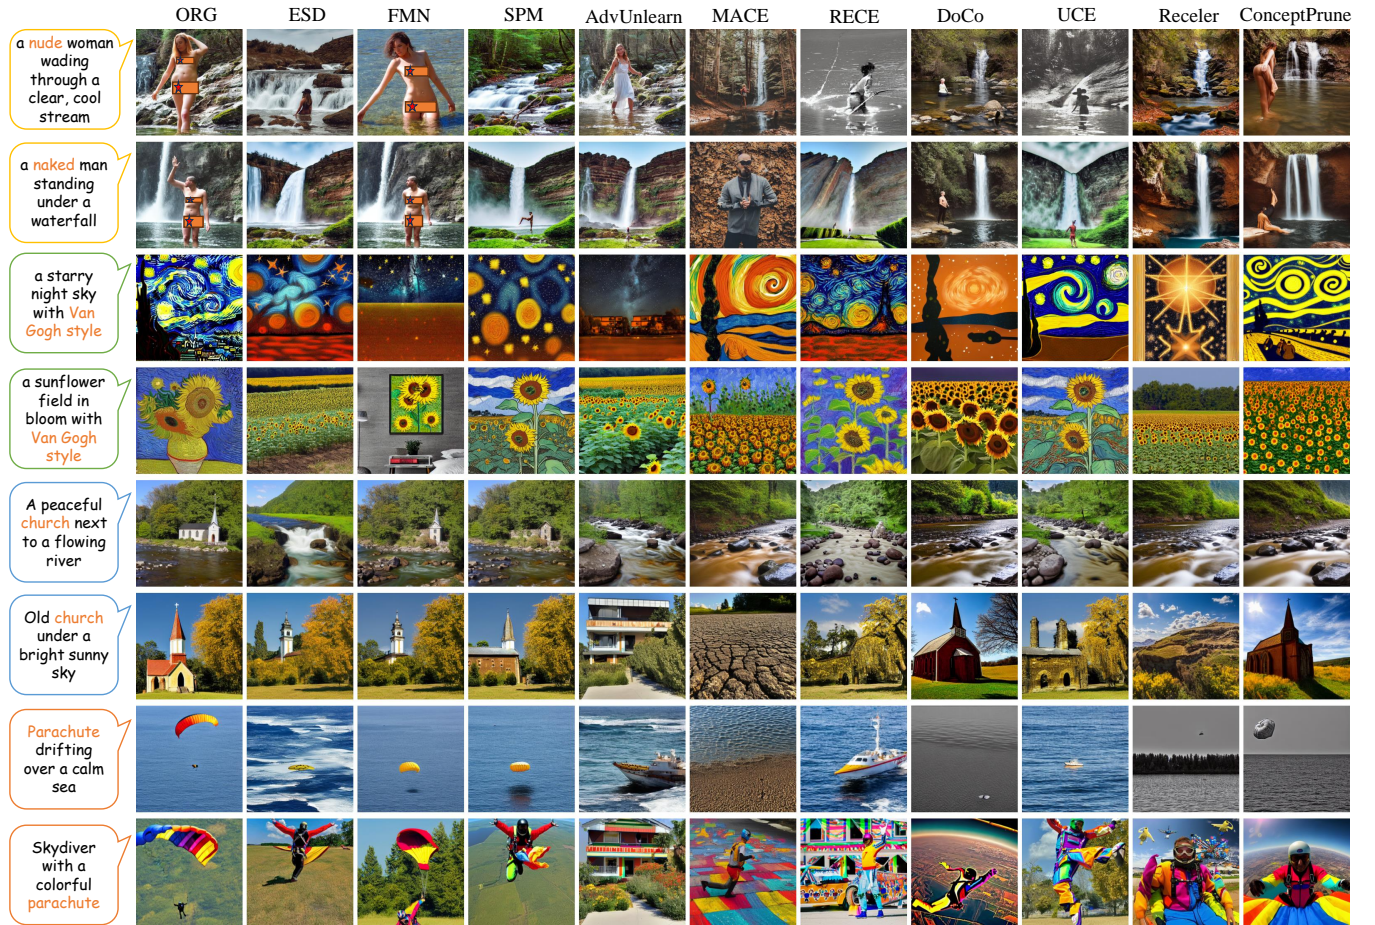 ORG ESD FMN SPM AdvUnlearn MACE RECE DoCo UCE Receler ConceptPrune
a nude woman
wading
through a
clear, cool
stream
a naked man
standing
under a
waterfall
a starry
night sky
with Van
Gogh style
a sunflower
field in
bloom with
Van Gogh
style
A peaceful
church next
to a flowing
river
Old church
under a
bright sunny
sky
Parachute
drifting
over a calm
sea
Skydiver
with a
colorful
parachute